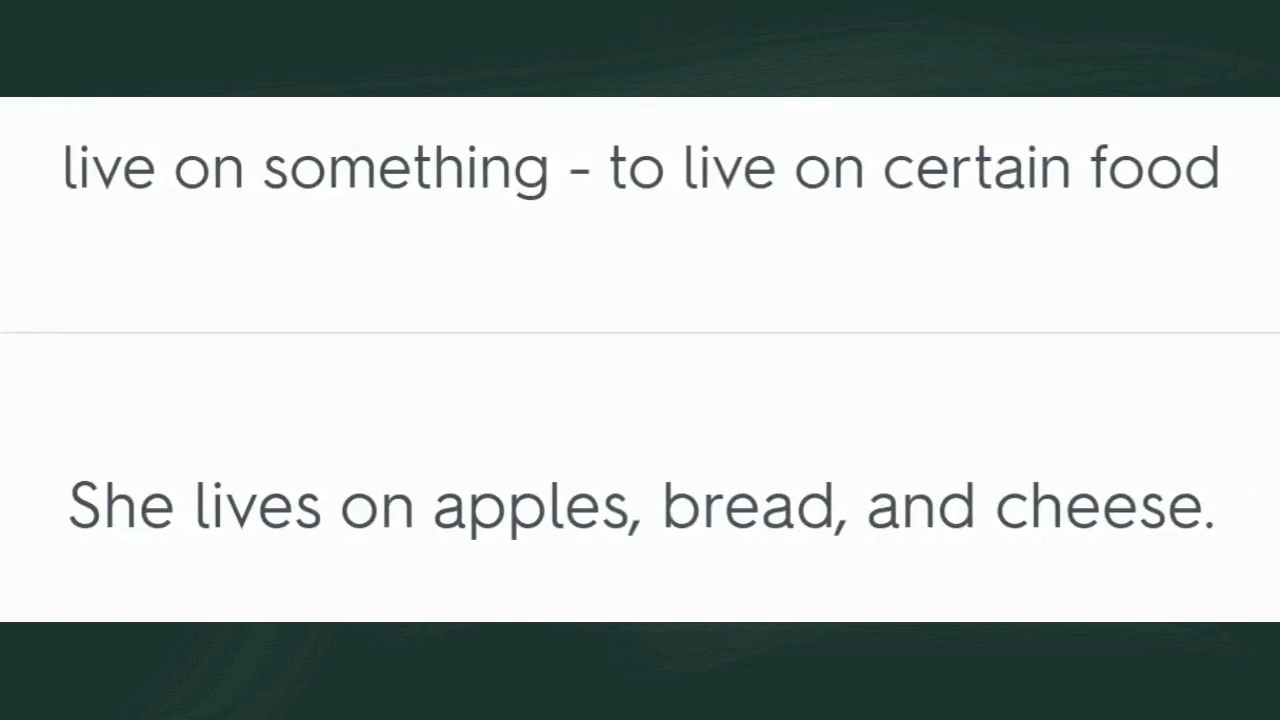 live on something - to live on certain food
She lives on apples, bread, and cheese.